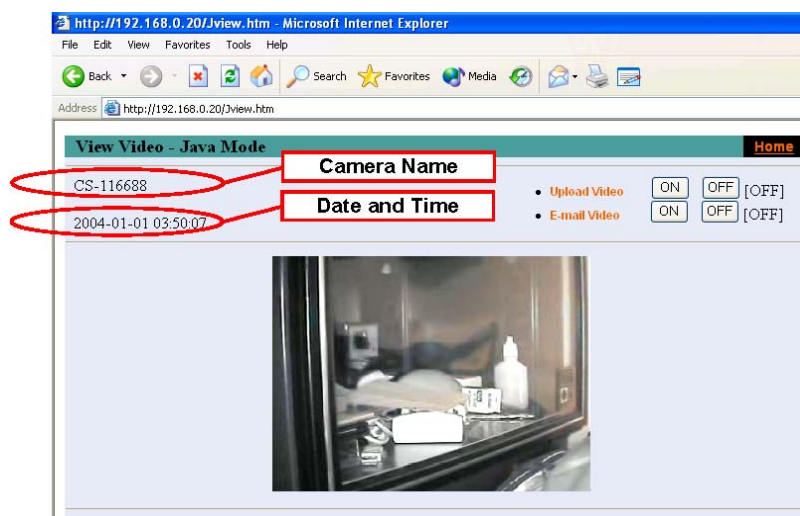 http://192.168.0.20/Jview.htm - Microsoft Internet Explorer
File Edit View Favorites Tools Help
Back Search Favorites Media
Address http://192.168.0.20/Jview.htm
View Video - Java Mode Home
Camera Name
CS-116688
Upload Video ON OFF [OFF]
Date and Time
E-mail Video ON OFF [OFF]
2004-01-01 03:50:07